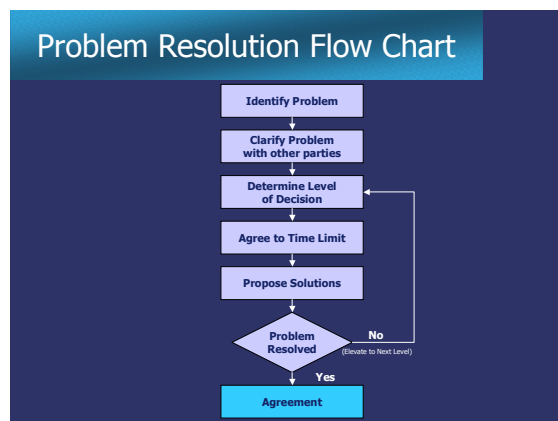 Problem Resolution Flow Chart
Identify Problem
Clarify Problem
with other parties
Determine Level
of Decision
Agree to Time Limit
Propose Solutions
Problem
Resolved
No
(Elevate to Next Level)
Yes
Agreement